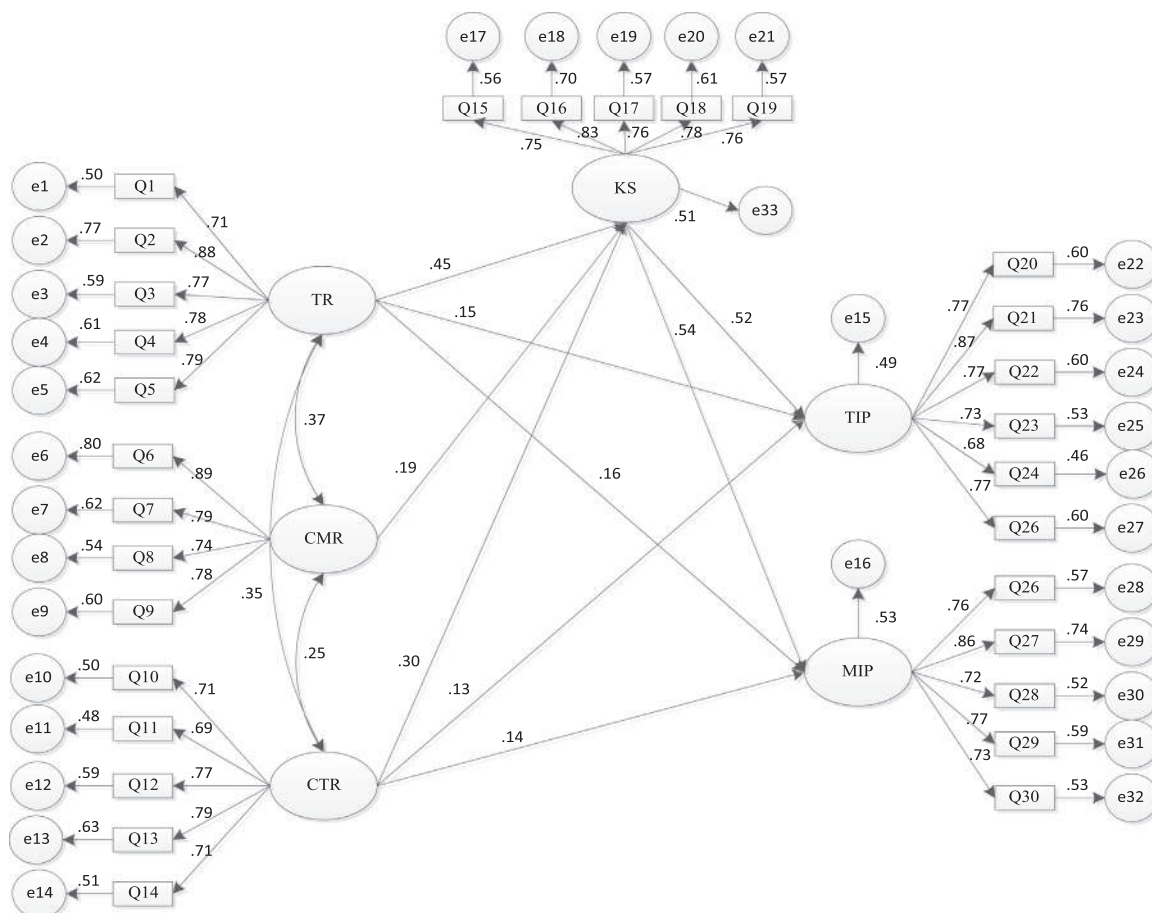 e17 e18 e19 e20 e21
.56 .70 .57 .61 .57
Q15 Q16 Q17 Q18 Q19
.75 .83 .76 .78 .76
KS
.51 e33
e1 .50 Q1 .71
e2 .77 Q2 .88
e3 .59 Q3 .77
e4 .61 Q4 .78
e5 .62 Q5 .79
TR
.45
.15
.54 .52
.37
.16
e15
.49
TIP
.77 Q20 .60 e22
.87 Q21 .76 e23
.77 Q22 .60 e24
.73 Q23 .53 e25
.68 Q24 .46 e26
.77 Q26 .60 e27
e6 .80 Q6 .89
e7 .62 Q7 .79
e8 .54 Q8 .74
e9 .60 Q9 .78
CMR
.19
.35
.25
.30
.13
.14
e16
.53
MIP
.76 Q26 .57 e28
.86 Q27 .74 e29
.72 Q28 .52 e30
.77 Q29 .59 e31
.73 Q30 .53 e32
e10 .50 Q10 .71
e11 .48 Q11 .69
e12 .59 Q12 .77
e13 .63 Q13 .79
e14 .51 Q14 .71
CTR